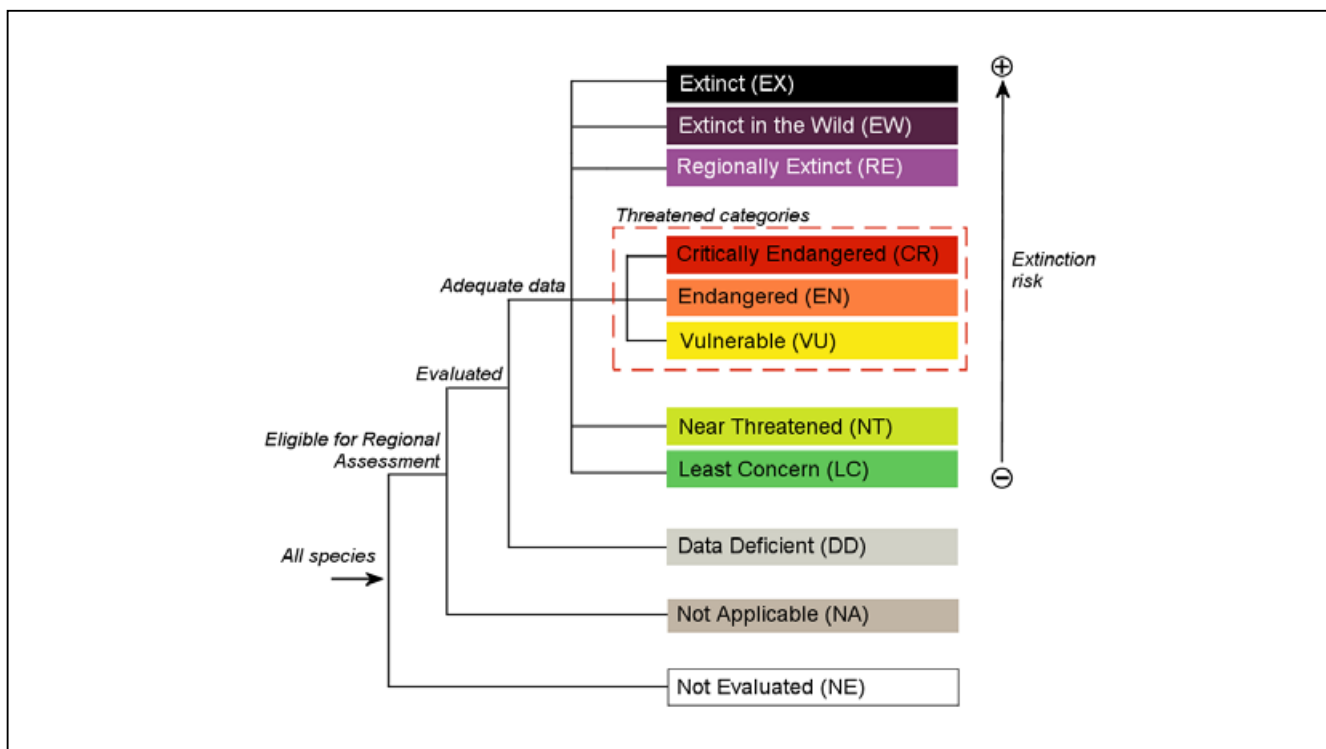 Extinct (EX)
Extinct in the Wild (EW)
Regionally Extinct (RE)
Threatened categories
Critically Endangered (CR)
Extinction
risk
Adequate data
Endangered (EN)
Vulnerable (VU)
Evaluated
Near Threatened (NT)
Eligible for Regional
Assessment
Least Concern (LC)
Data Deficient (DD)
All species
Not Applicable (NA)
Not Evaluated (NE)